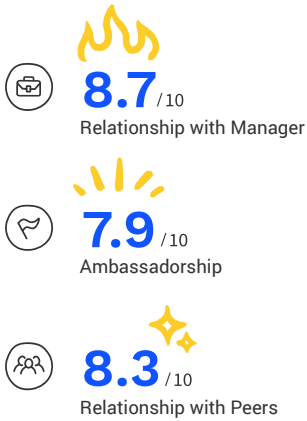 8.7 / 10
Relationship with Manager
7.9 / 10
Ambassadorship
8.3 / 10
Relationship with Peers